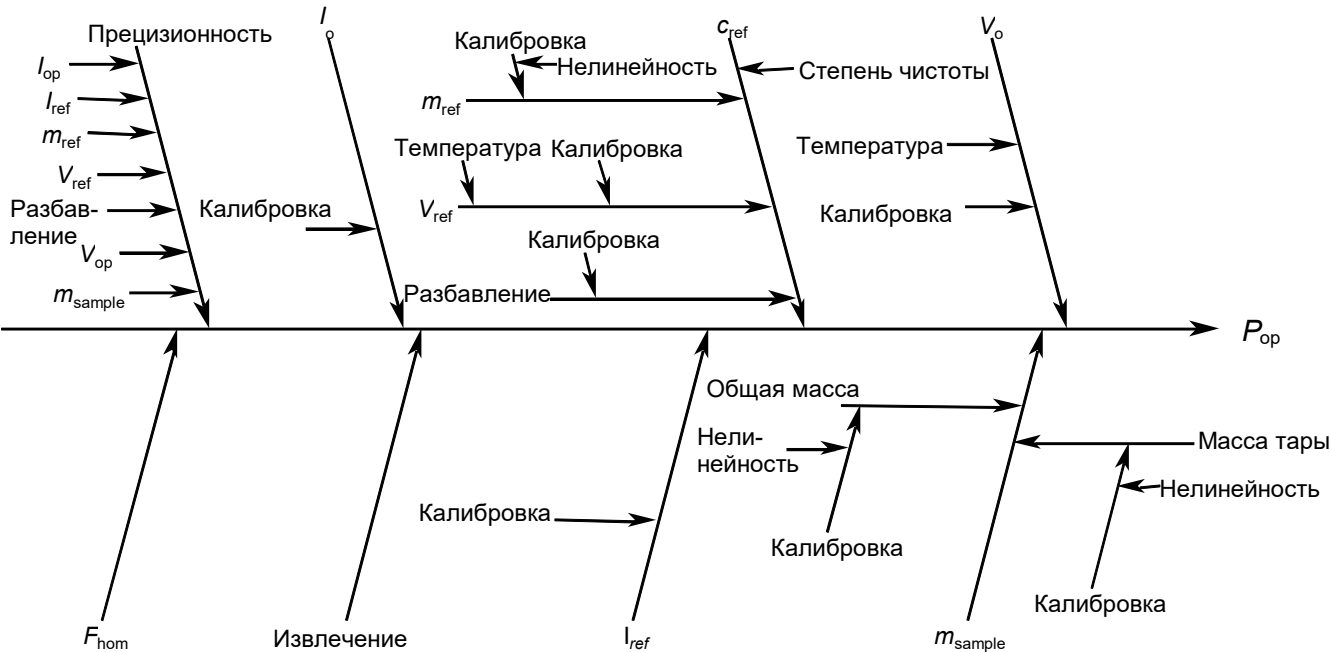 Прецизионность
I_op
I_ref
m_ref
V_ref
Разбав-
ление
V_op
m_sample
I_o
Калибровка
Калибровка
Нелинейность
m_ref
Температура
Калибровка
V_ref
Калибровка
Разбавление
c_ref
Степень чистоты
V_o
Температура
Калибровка
P_op
F_hom
Извлечение
Калибровка
I_ref
Общая масса
Нели-
нейность
Калибровка
Масса тары
Нелинейность
Калибровка
m_sample